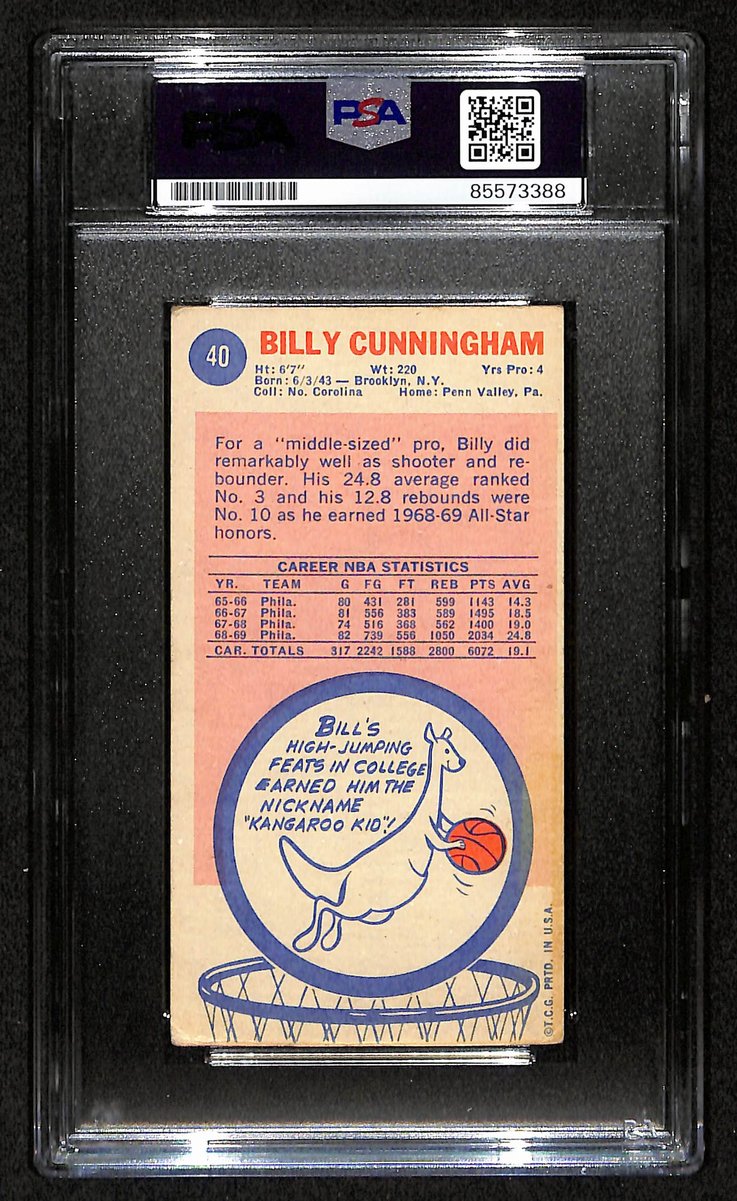 PSA
PSA
85573388
40
BILLY CUNNINGHAM
Ht: 6'7" Wt: 220 Yrs Pro: 4
Born: 6/3/43 — Brooklyn, N.Y.
Coll: No. Corolina Home: Penn Valley, Pa.
For a "middle-sized" pro, Billy did
remarkably well as shooter and re-
bounder. His 24.8 average ranked
No. 3 and his 12.8 rebounds were
No. 10 as he earned 1968-69 All-Star
honors.
CAREER NBA STATISTICS
YR. TEAM G FG FT REB PTS AVG
65-66 Phila. 80 431 281 599 1143 14.3
66-67 Phila. 81 556 383 589 1495 18.5
67-68 Phila. 74 516 368 562 1400 19.0
68-69 Phila. 82 739 556 1050 2034 24.8
CAR. TOTALS 317 2242 1588 2800 6072 19.1
BILL'S
HIGH-JUMPING
FEATS IN COLLEGE
EARNED HIM THE
NICKNAME
"KANGAROO KID"!
©T.C.G. PRTD. IN U.S.A.
PSA